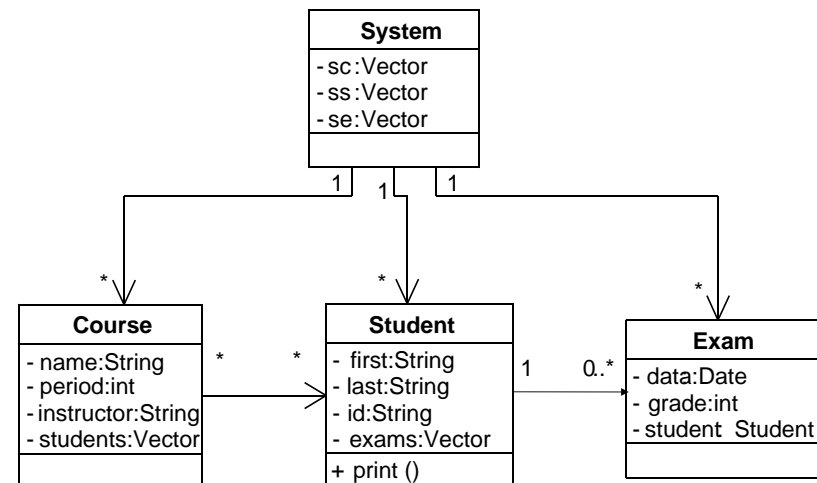 System
- sc:Vector
- ss:Vector
- se:Vector
1
1
1
*
*
*
Course
- name:String
- period:int
- instructor:String
- students:Vector
*
*
Student
- first:String
- last:String
- id:String
- exams:Vector
+ print ()
1
0..*
Exam
- data:Date
- grade:int
- student Student